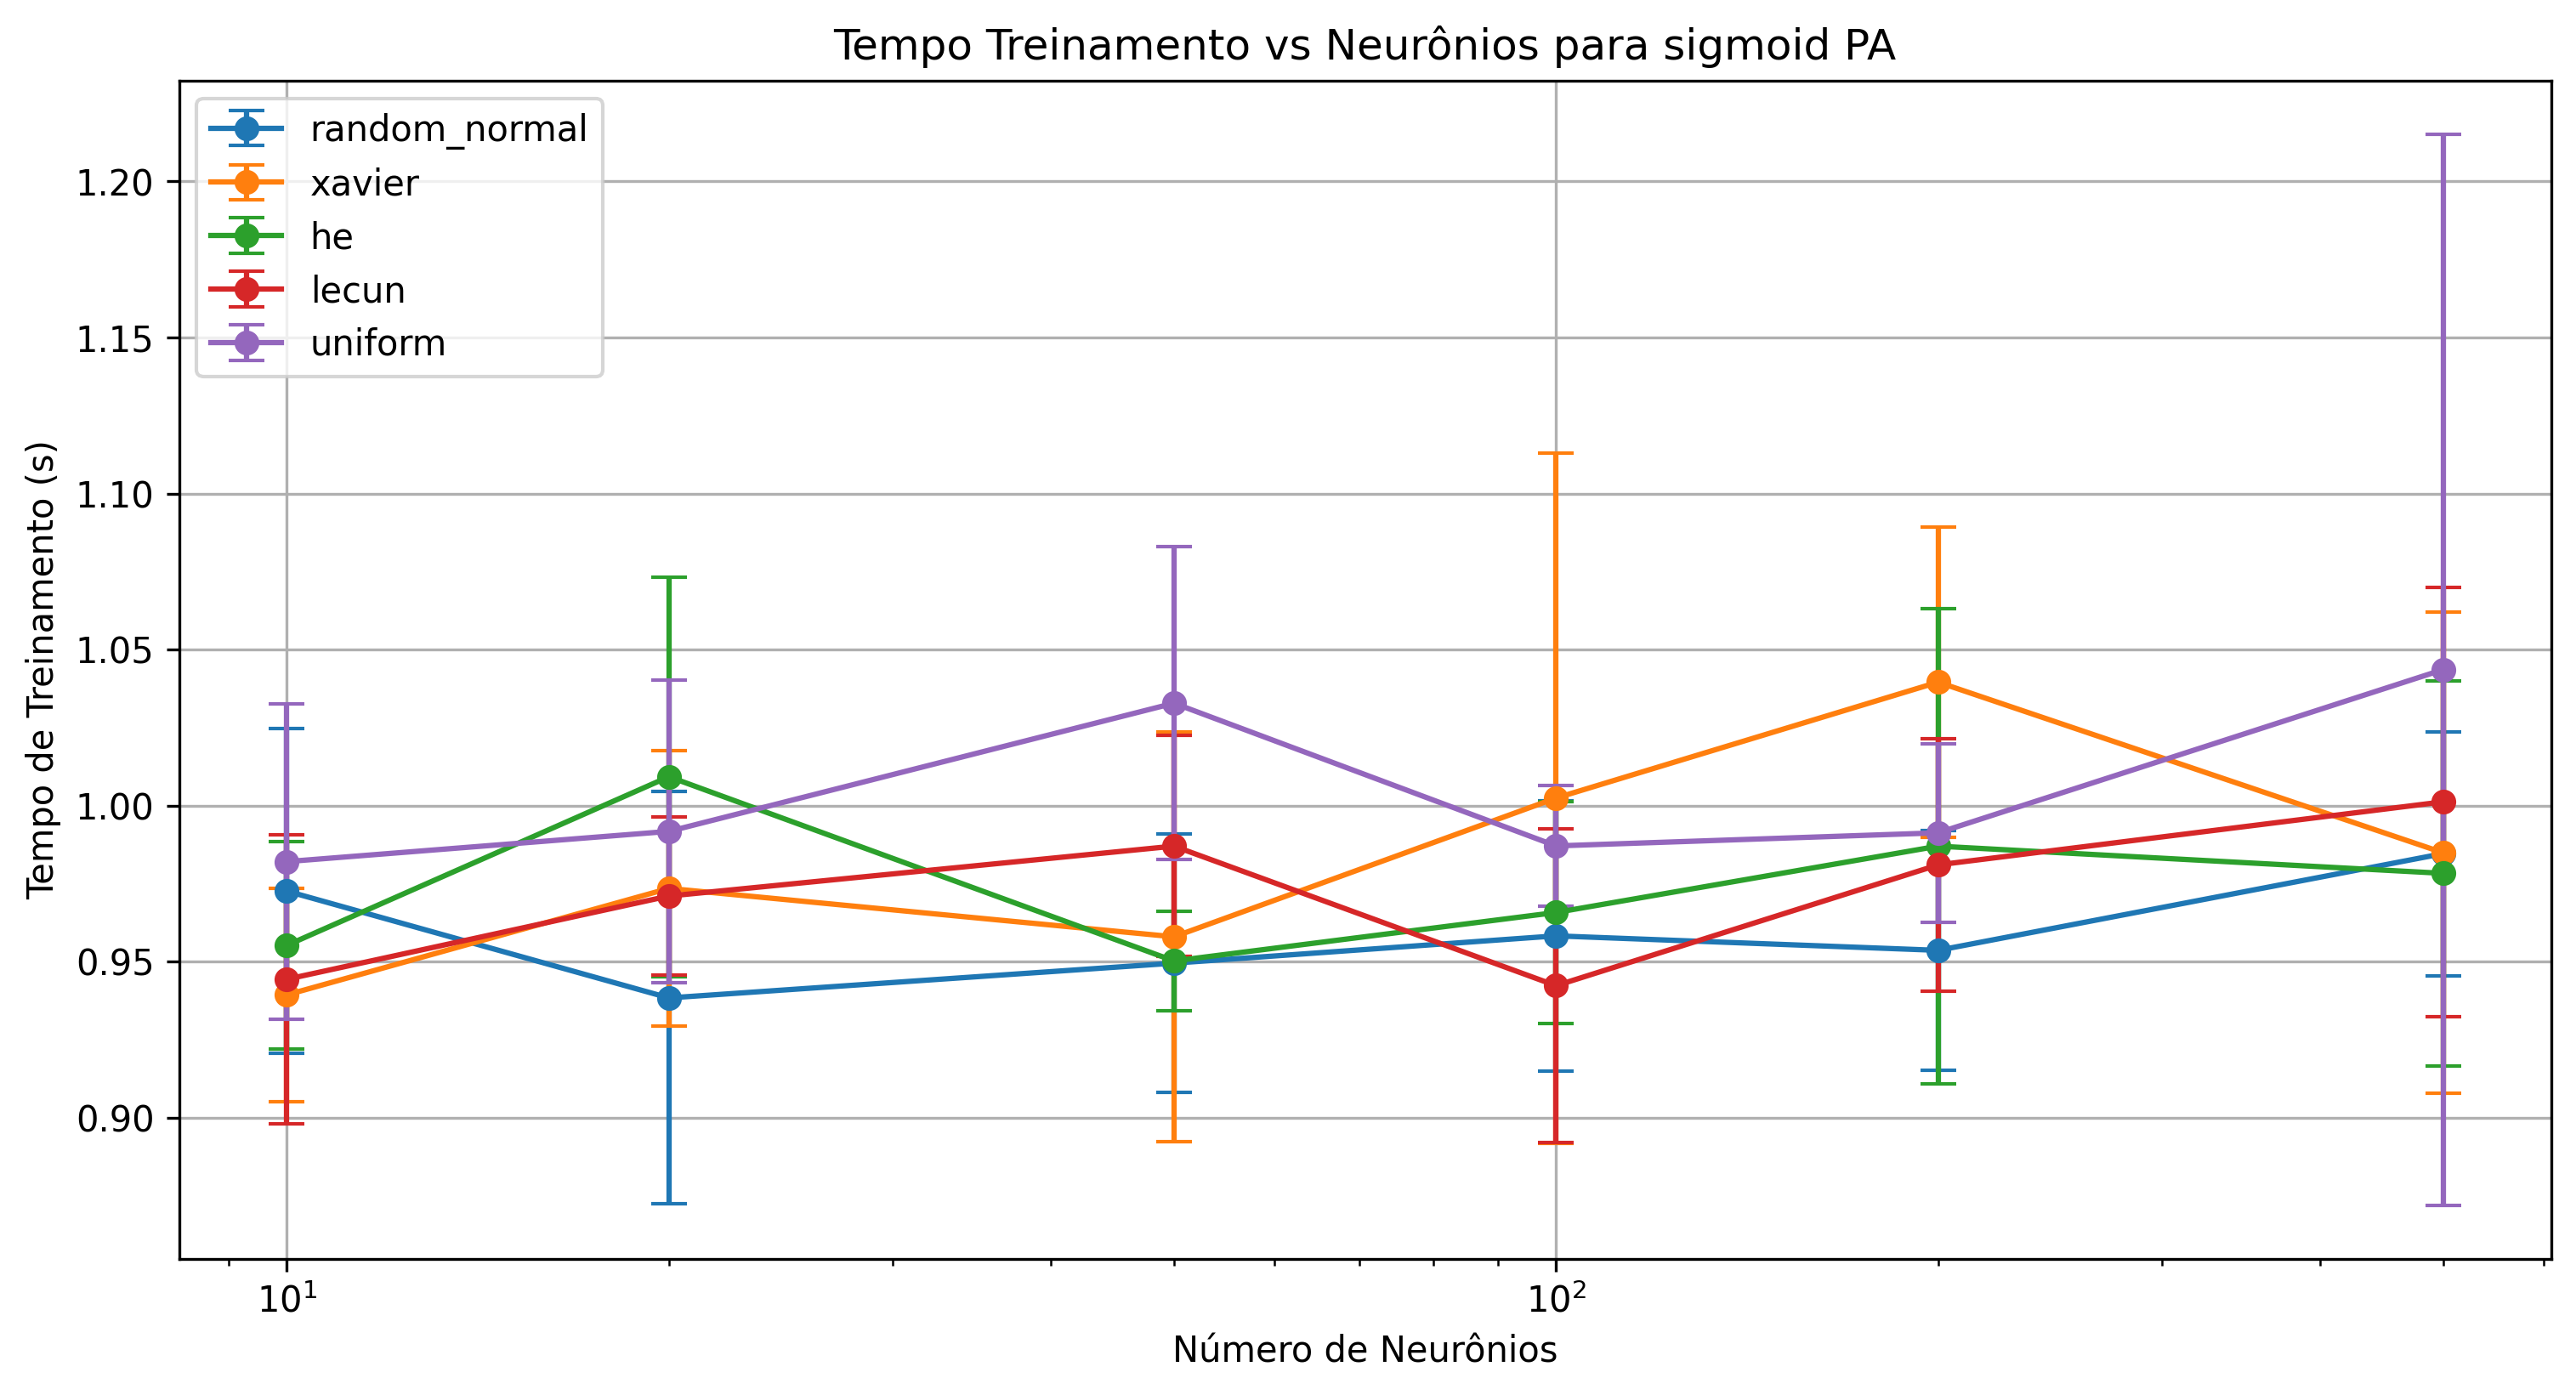 Tempo Treinamento vs Neurônios para sigmoid PA
random_normal
xavier
he
lecun
uniform
Tempo de Treinamento (s)
1.20
1.15
1.10
1.05
1.00
0.95
0.90
10¹
10²
Número de Neurônios